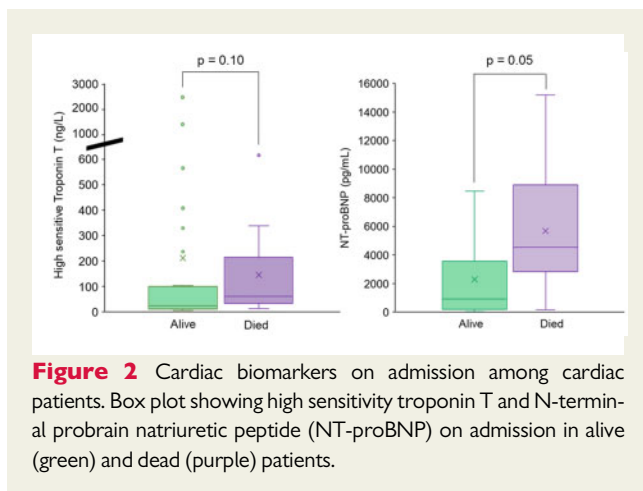 p = 0.10
p = 0.05
High sensitive Troponin T (ng/L)
3000
2000
1000
600
500
400
300
200
100
0
Alive
Died
NT-proBNP (pg/mL)
16000
14000
12000
10000
8000
6000
4000
2000
0
Alive
Died
Figure 2 Cardiac biomarkers on admission among cardiac
patients. Box plot showing high sensitivity troponin T and N-termin-
al probrain natriuretic peptide (NT-proBNP) on admission in alive
(green) and dead (purple) patients.